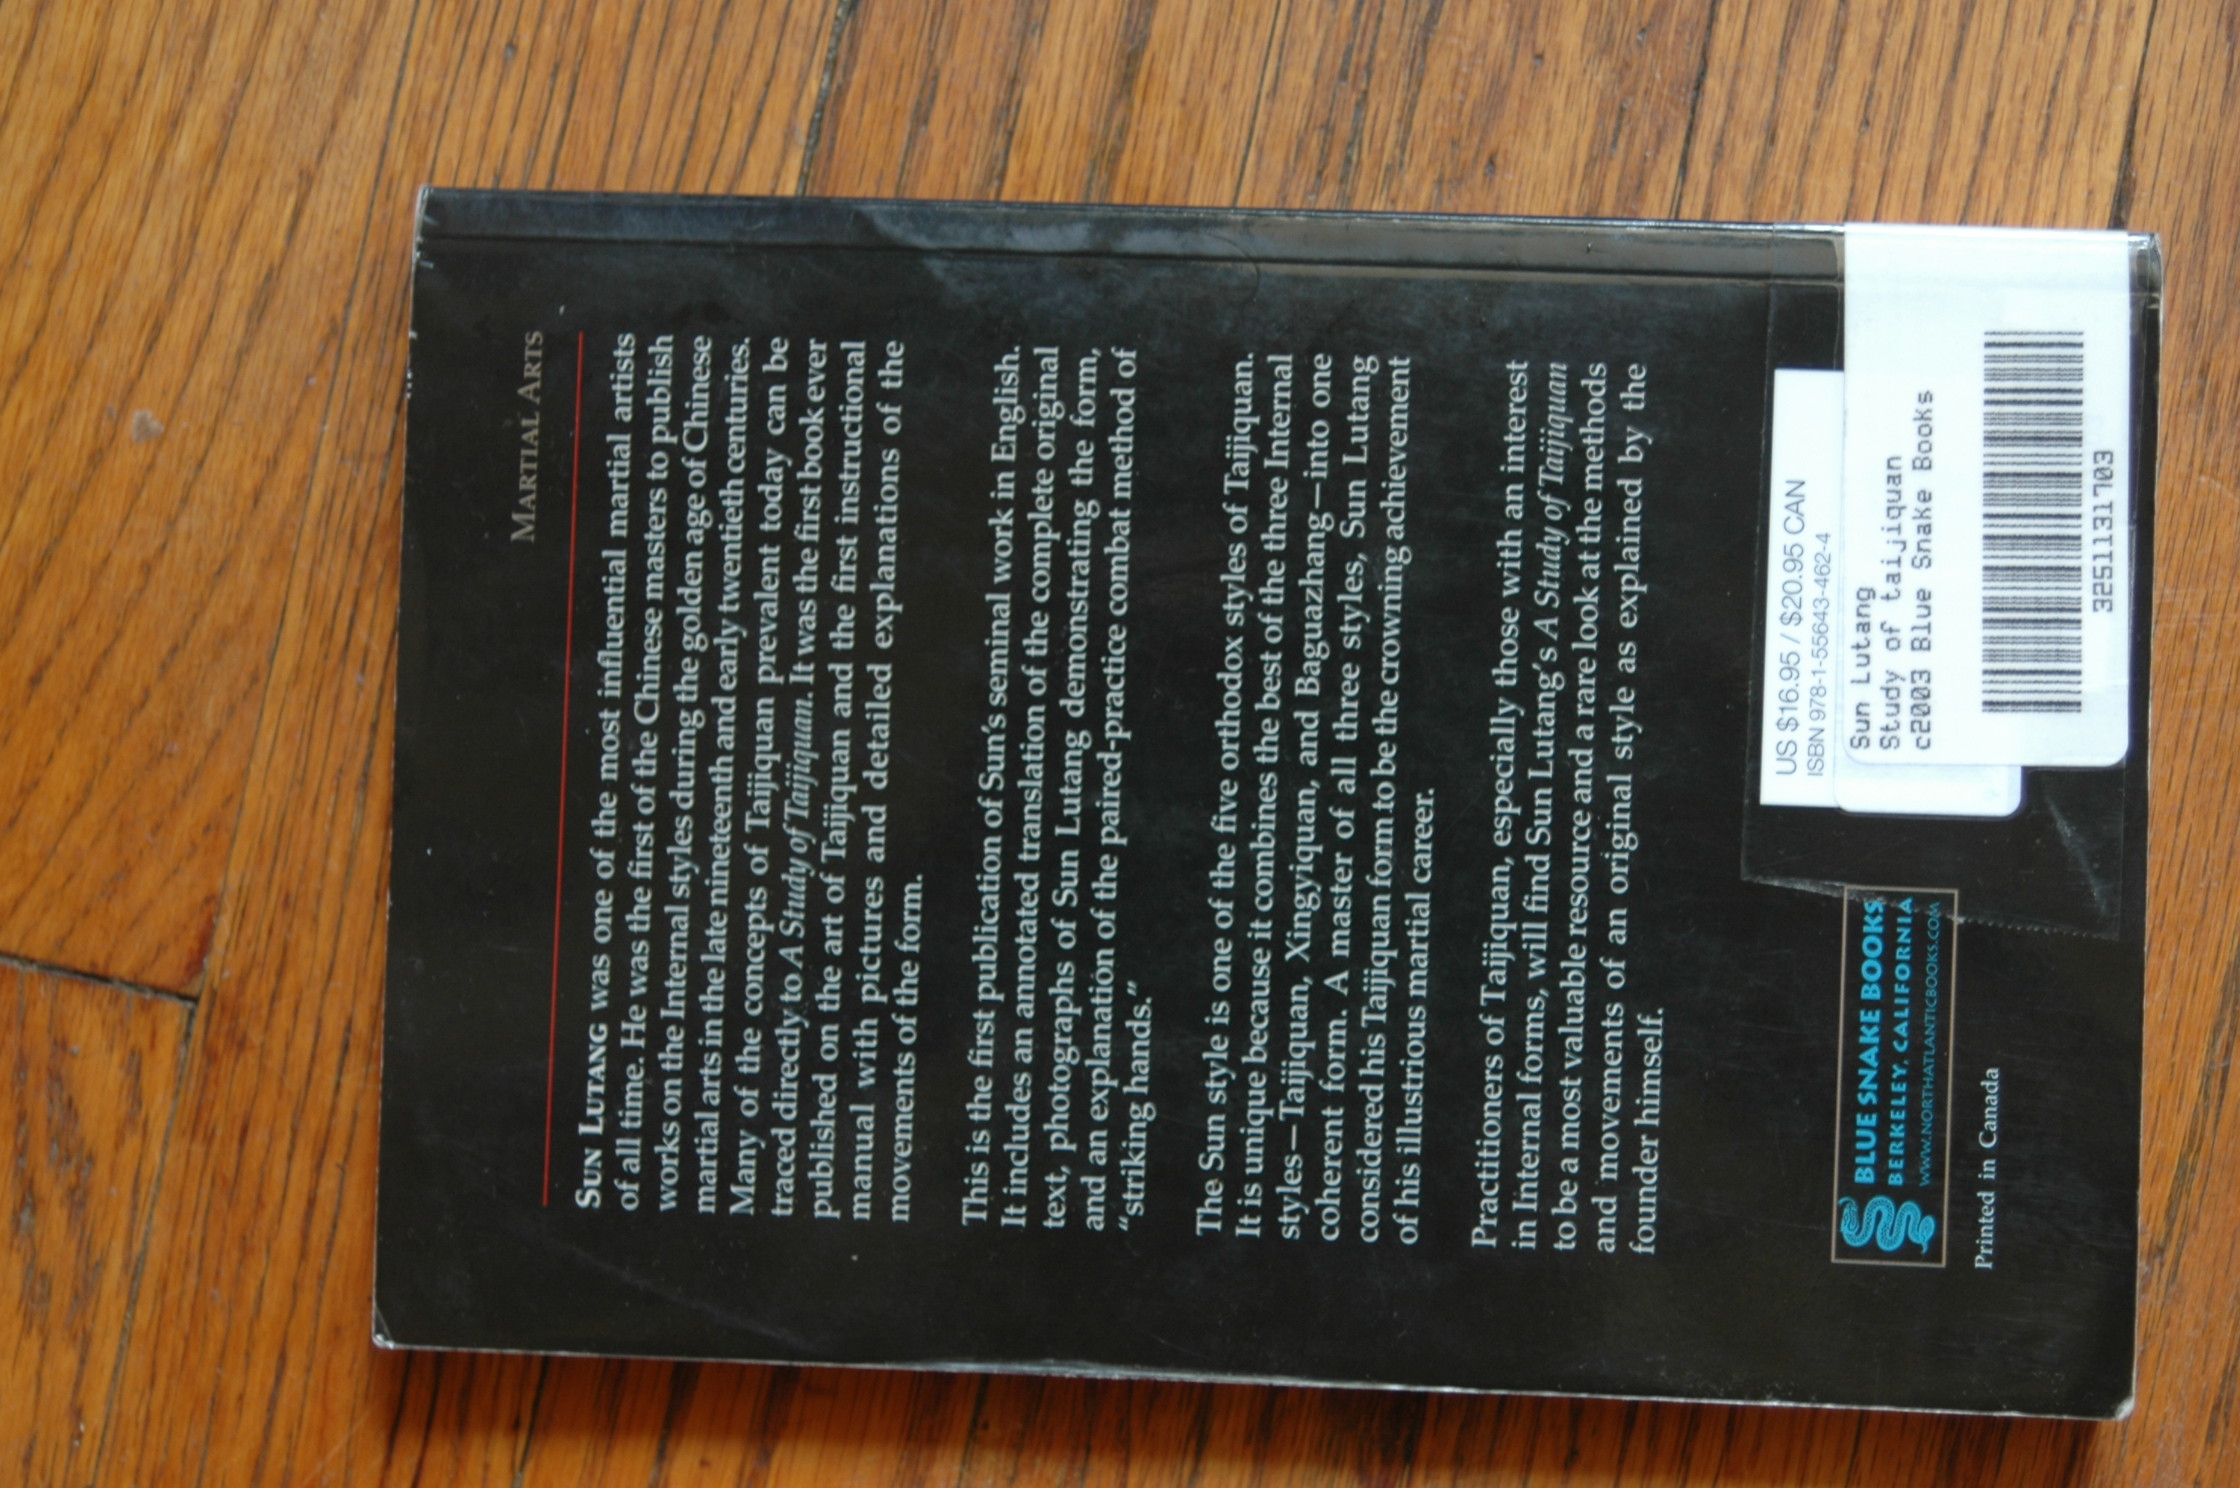 MARTIAL ARTS
SUN LUTANG was one of the most influential martial artists
of all time. He was the first of the Chinese masters to publish
works on the Internal styles during the golden age of Chinese
martial arts in the late nineteenth and early twentieth centuries.
Many of the concepts of Taijiquan prevalent today can be
traced directly to A Study of Taijiquan. It was the first book ever
published on the art of Taijiquan and the first instructional
manual with pictures and detailed explanations of the
movements of the form.
This is the first publication of Sun's seminal work in English.
It includes an annotated translation of the complete original
text, photographs of Sun Lutang demonstrating the form,
and an explanation of the paired-practice combat method of
"striking hands."
The Sun style is one of the five orthodox styles of Taijiquan.
It is unique because it combines the best of the three Internal
styles—Taijiquan, Xingyiquan, and Baguazhang—into one
coherent form. A master of all three styles, Sun Lutang
considered his Taijiquan form to be the crowning achievement
of his illustrious martial career.
Practitioners of Taijiquan, especially those with an interest
in Internal forms, will find Sun Lutang's A Study of Taijiquan
to be a most valuable resource and a rare look at the methods
and movements of an original style as explained by the
founder himself.
BLUE SNAKE BOOKS
BERKELEY, CALIFORNIA
WWW.NORTHATLANTICBOOKS.COM
Printed in Canada
US $16.95 / $20.95 CAN
ISBN 978-1-55643-462-4
Sun Lutang
Study of taijiquan
c2003 Blue Snake Books
3251131703